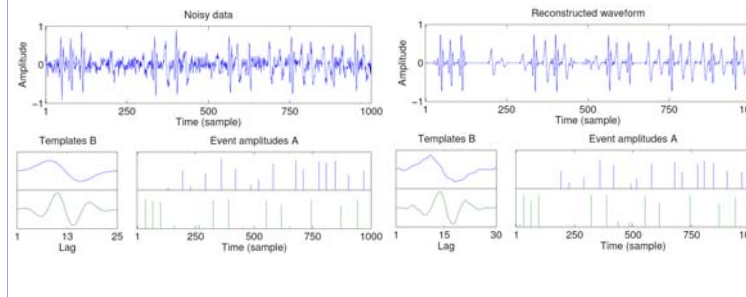 Noisy data
Amplitude
1
0
−1
1 250 500 750 1000
Time (sample)
Templates B
1 13 25
Lag
Event amplitudes A
250 500 750 1000
Time (sample)
Reconstructed waveform
Amplitude
1
0
−1
1 250 500 750 1000
Time (sample)
Templates B
1 15 30
Lag
Event amplitudes A
250 500 750 1000
Time (sample)